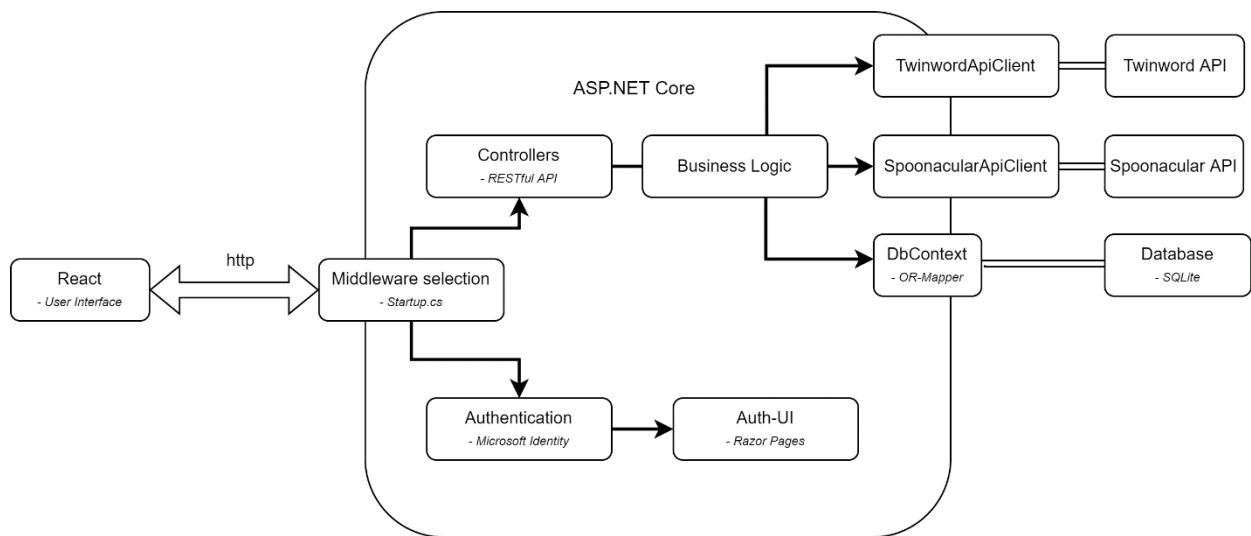 ASP.NET Core
TwinwordApiClient
Twinword API
Controllers
- RESTful API
Business Logic
SpoonacularApiClient
Spoonacular API
React
- User Interface
http
Middleware selection
- Startup.cs
DbContext
- OR-Mapper
Database
- SQLite
Authentication
- Microsoft Identity
Auth-UI
- Razor Pages